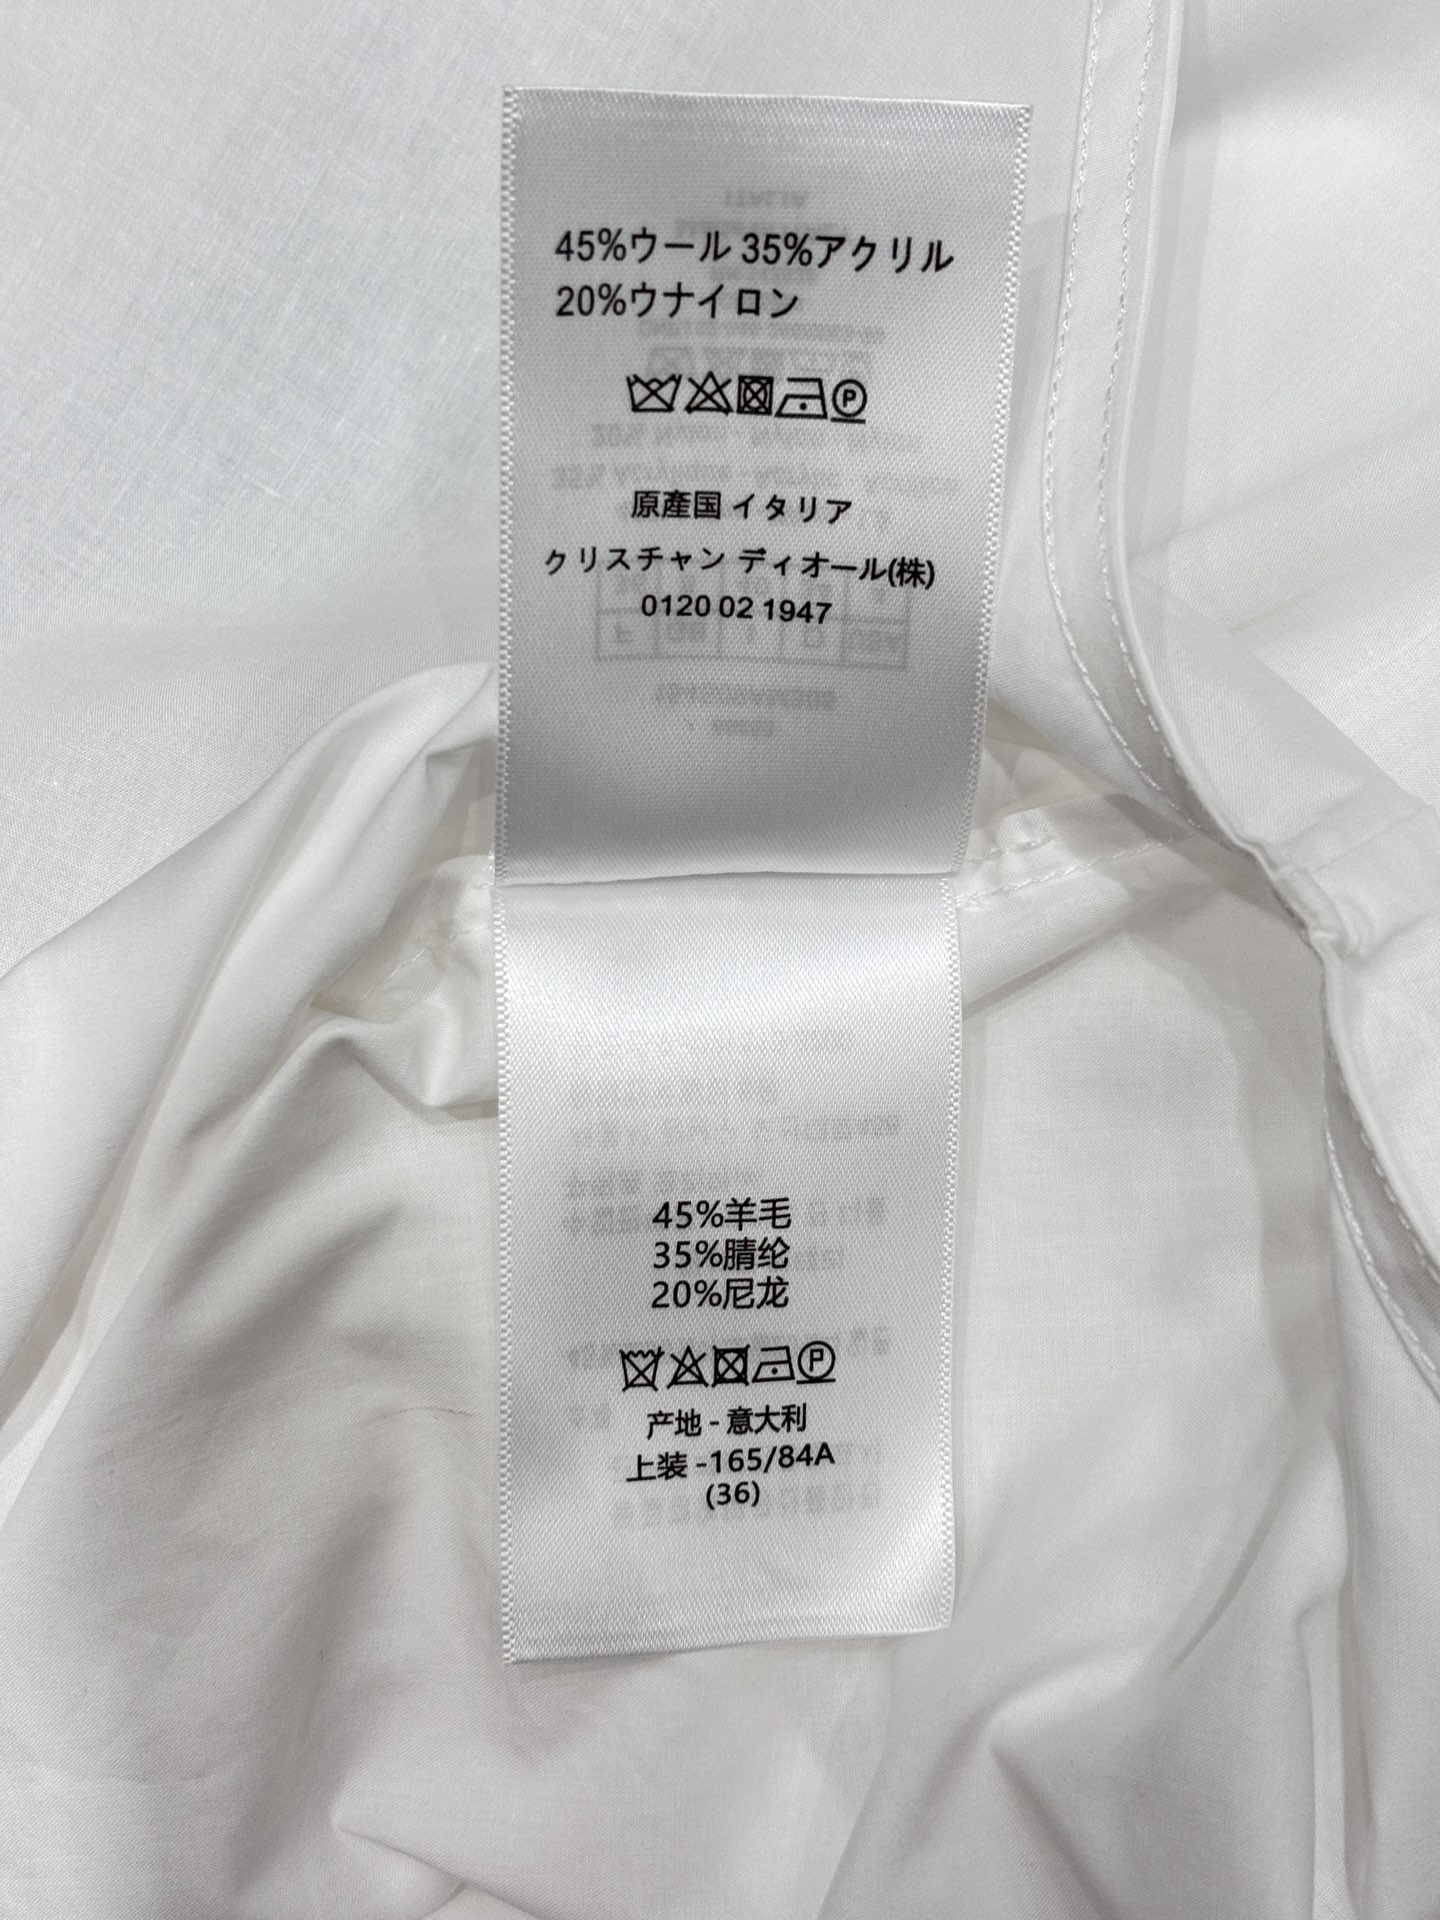 45%ウール 35%アクリル
20%ウナイロン
P
原産国 イタリア
クリスチャン ディオール(株)
0120 02 1947
45%羊毛
35%腈纶
20%尼龙
P
产地 - 意大利
上装 -165/84A
(36)